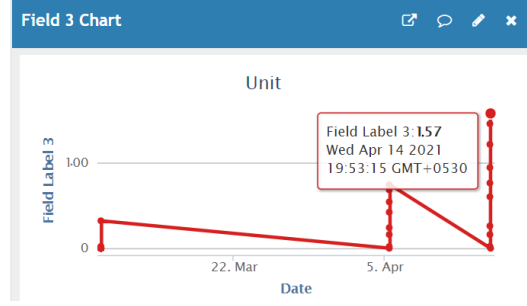 Field 3 Chart
Unit
Field Label 3: 1.57
Wed Apr 14 2021
19:53:15 GMT+0530
Field Label 3
1.00
0
22. Mar
5. Apr
Date